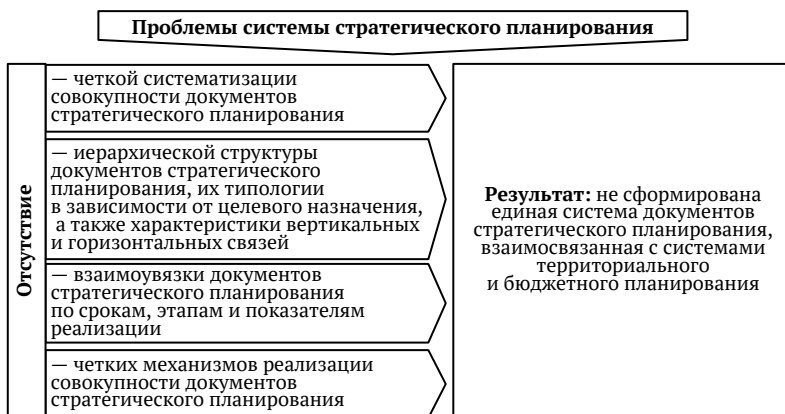 Проблемы системы стратегического планирования
Отсутствие
— четкой систематизации
совокупности документов
стратегического планирования
— иерархической структуры
документов стратегического
планирования, их типологии
в зависимости от целевого назначения,
а также характеристики вертикальных
и горизонтальных связей
— взаимоувязки документов
стратегического планирования
по срокам, этапам и показателям
реализации
— четких механизмов реализации
совокупности документов
стратегического планирования
Результат: не сформирована
единая система документов
стратегического планирования,
взаимосвязанная с системами
территориального
и бюджетного планирования